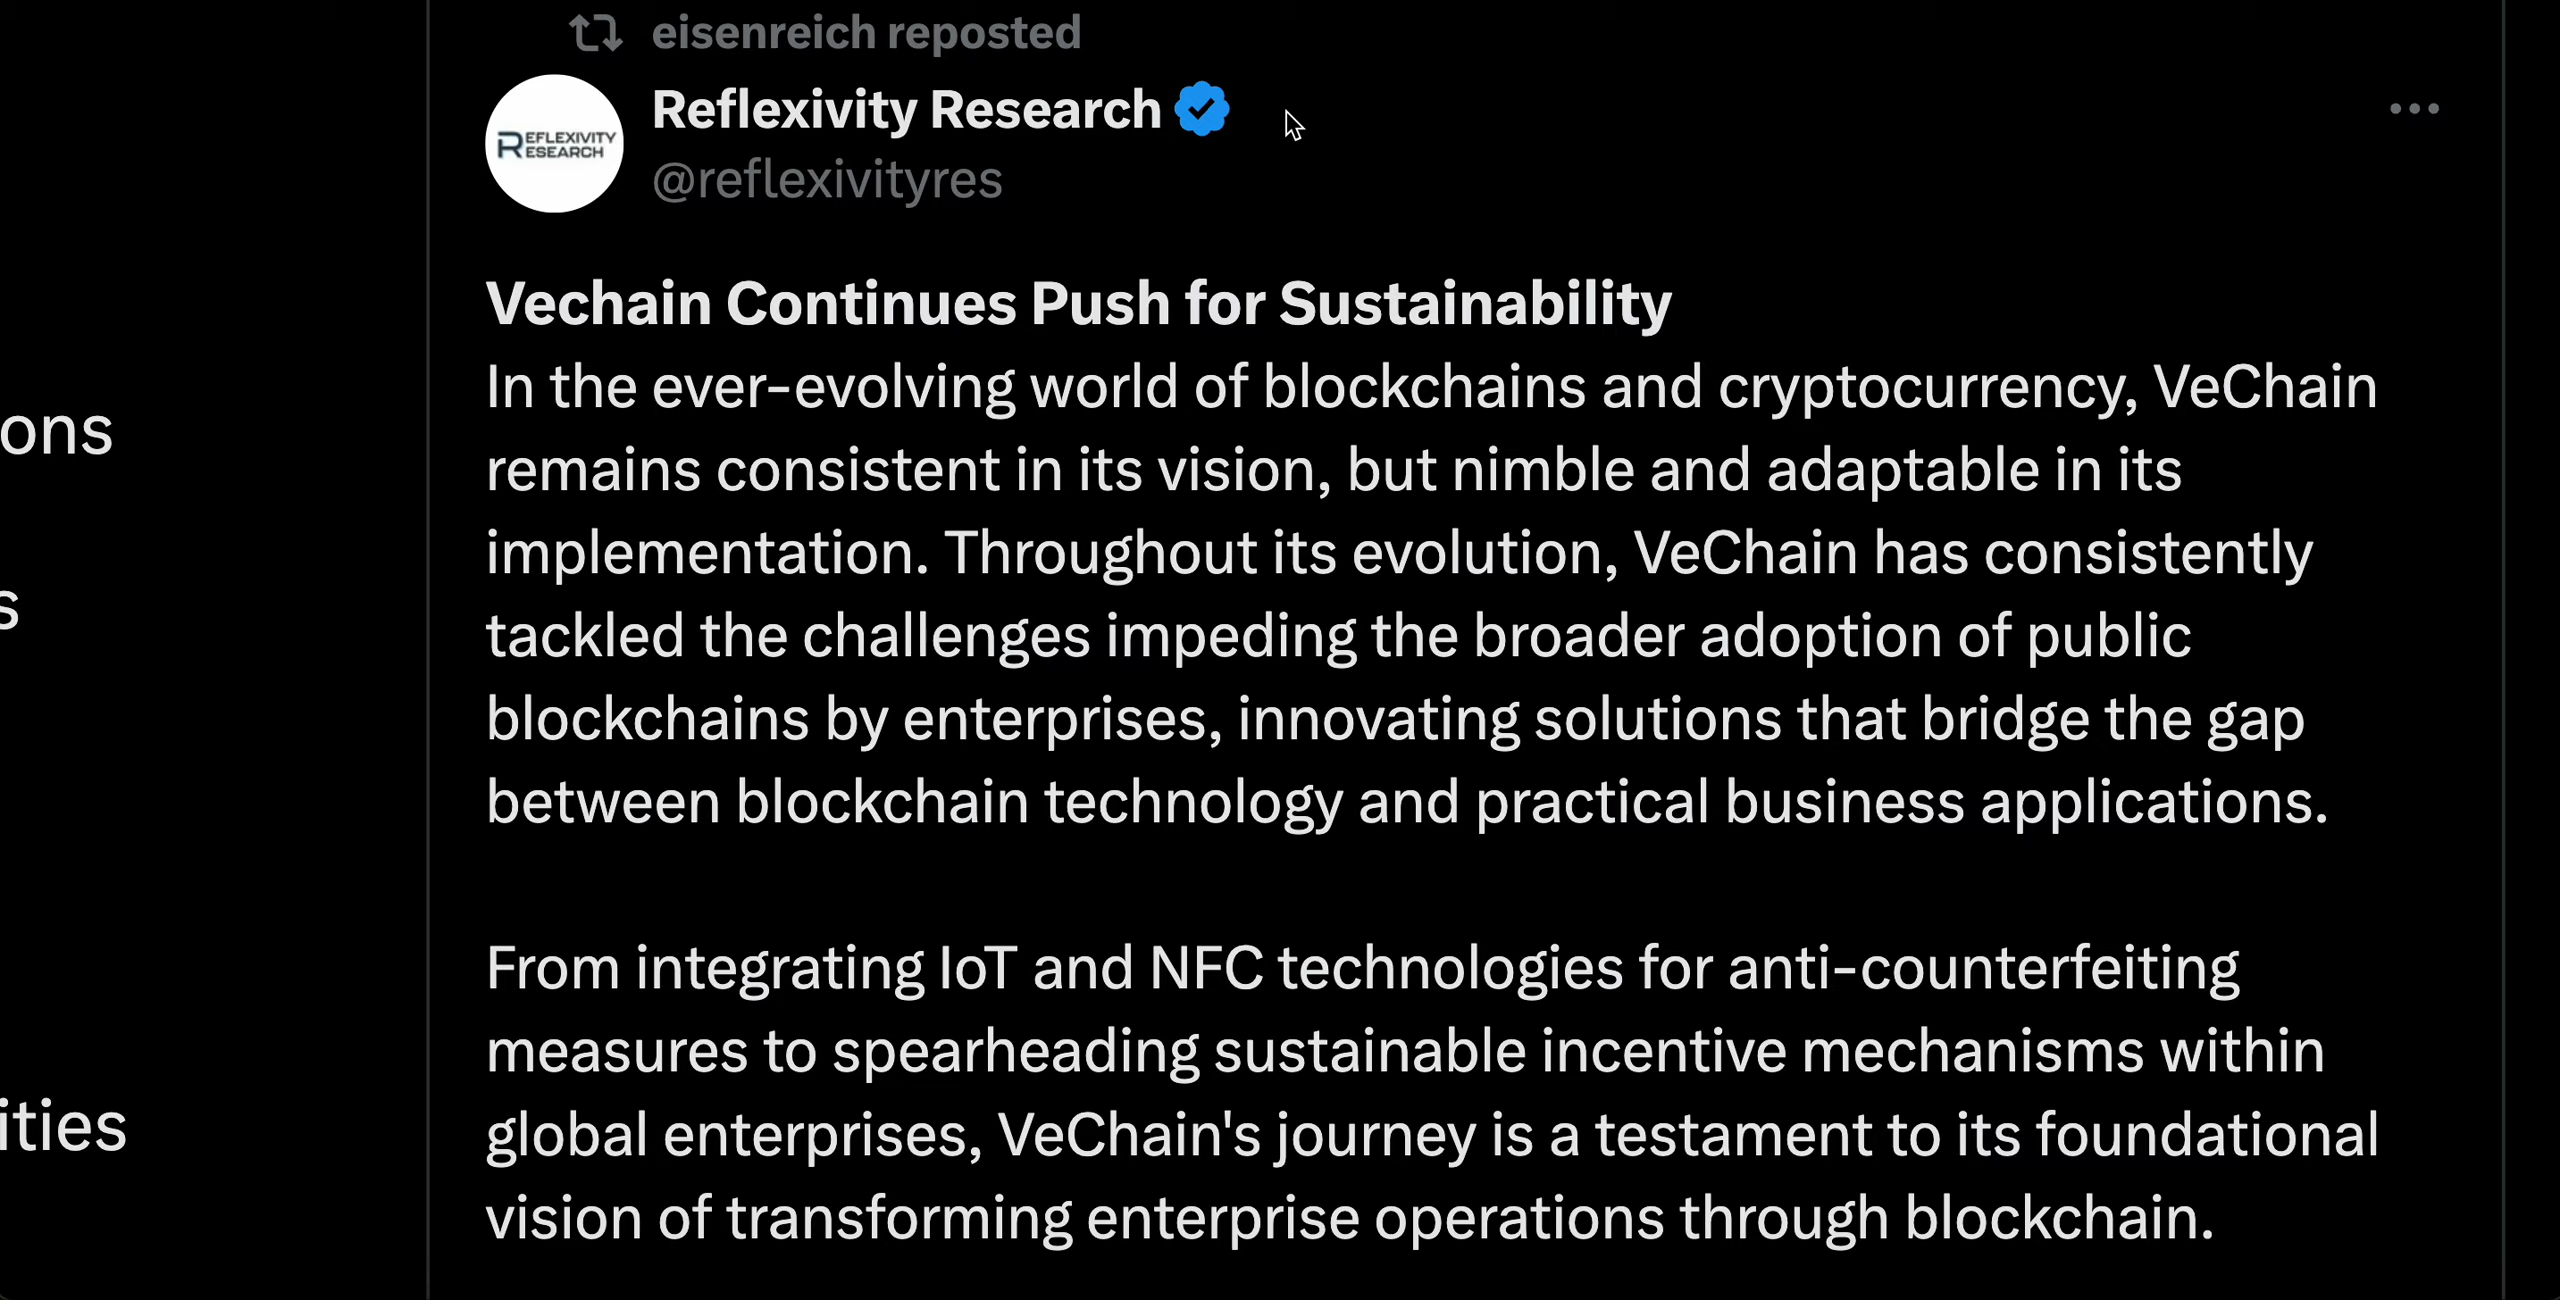 eisenreich reposted
REFLEXIVITY
RESEARCH
Reflexivity Research
@reflexivityres
Vechain Continues Push for Sustainability
In the ever-evolving world of blockchains and cryptocurrency, VeChain
remains consistent in its vision, but nimble and adaptable in its
implementation. Throughout its evolution, VeChain has consistently
tackled the challenges impeding the broader adoption of public
blockchains by enterprises, innovating solutions that bridge the gap
between blockchain technology and practical business applications.
From integrating IoT and NFC technologies for anti-counterfeiting
measures to spearheading sustainable incentive mechanisms within
global enterprises, VeChain's journey is a testament to its foundational
vision of transforming enterprise operations through blockchain.
ons
s
ities